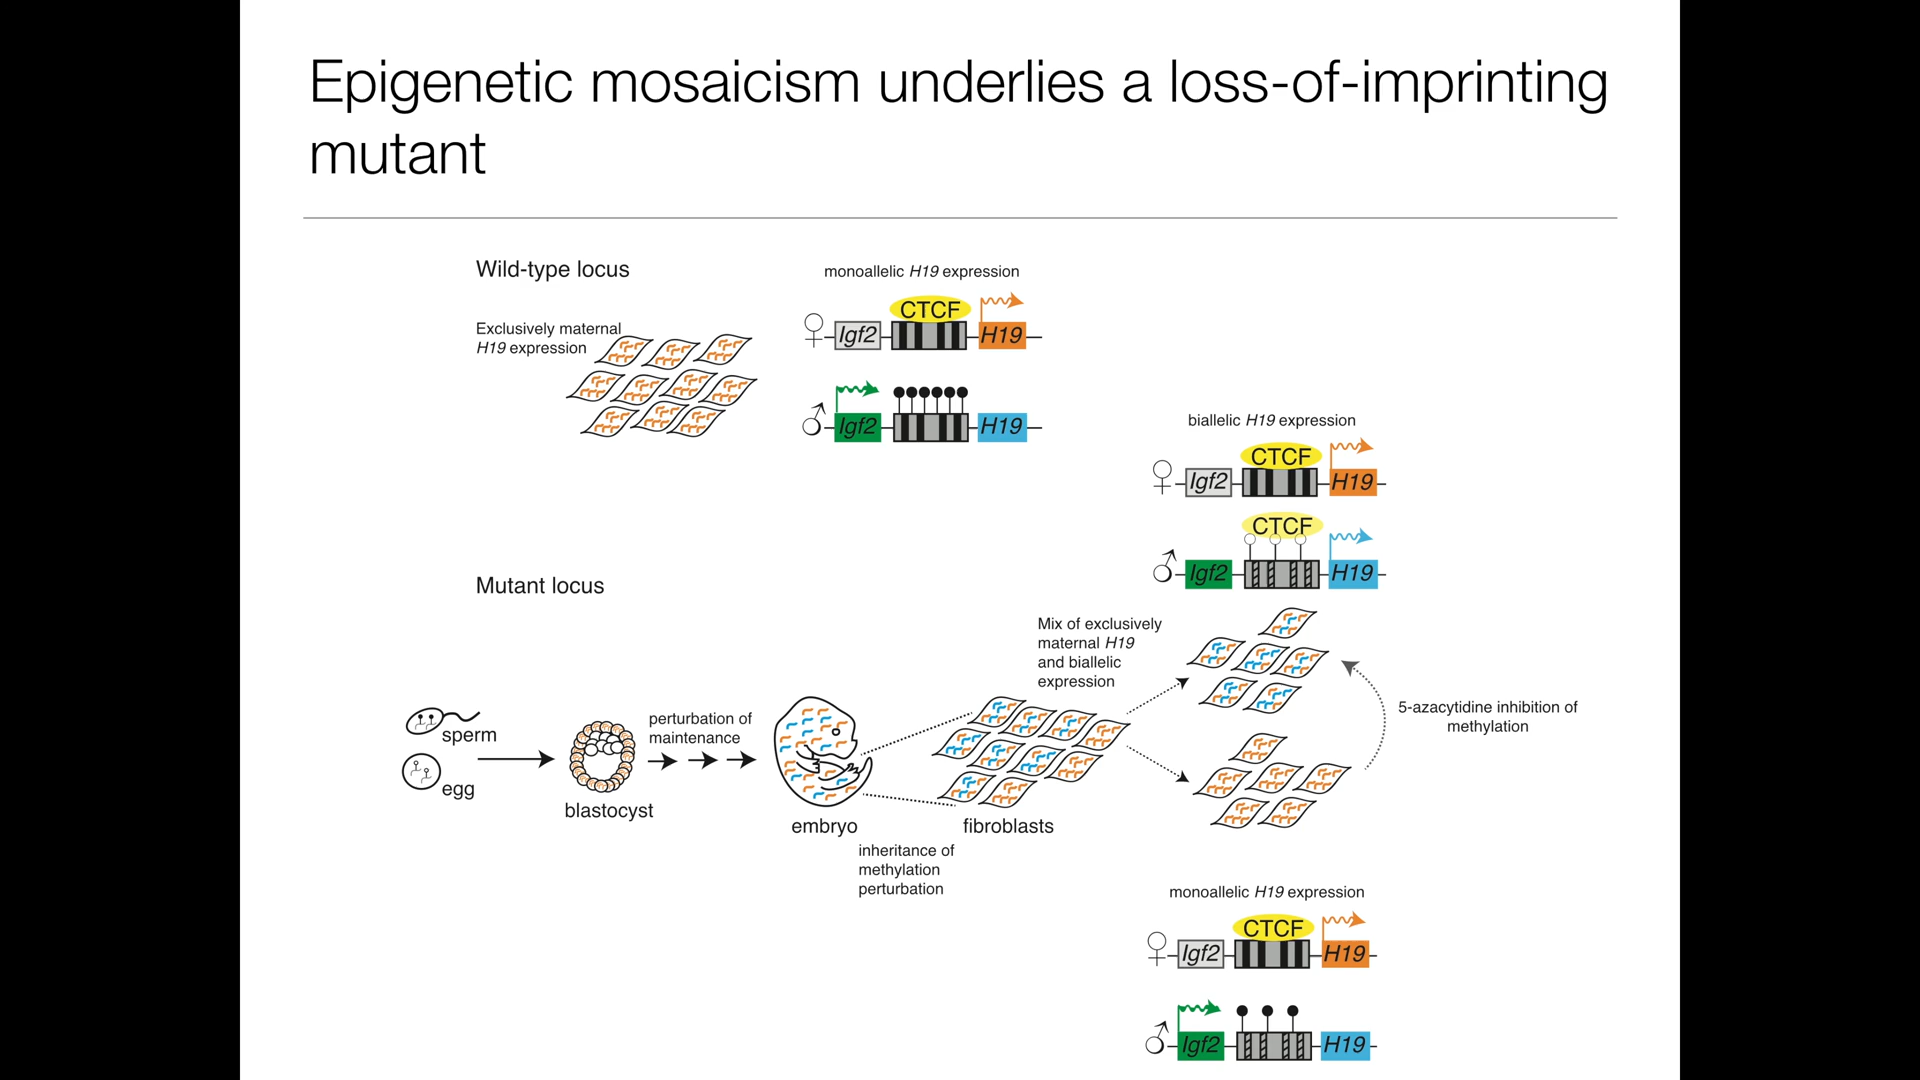 Epigenetic mosaicism underlies a loss-of-imprinting
mutant
Wild-type locus
Exclusively maternal
H19 expression
monoallelic H19 expression
CTCF
♀ Igf2 H19
♂ Igf2 H19
biallelic H19 expression
CTCF
♀ Igf2 H19
CTCF
♂ Igf2 H19
Mutant locus
sperm
egg
blastocyst
perturbation of
maintenance
embryo
inheritance of
methylation
perturbation
fibroblasts
Mix of exclusively
maternal H19
and biallelic
expression
5-azacytidine inhibition of
methylation
monoallelic H19 expression
CTCF
♀ Igf2 H19
♂ Igf2 H19